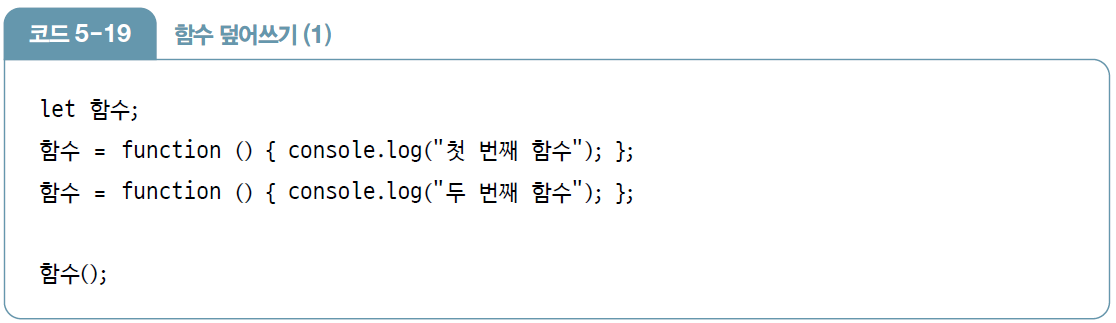 코드 5-19 함수 덮어쓰기 (1)
let 함수;
함수 = function () { console.log("첫 번째 함수"); };
함수 = function () { console.log("두 번째 함수"); };
함수();